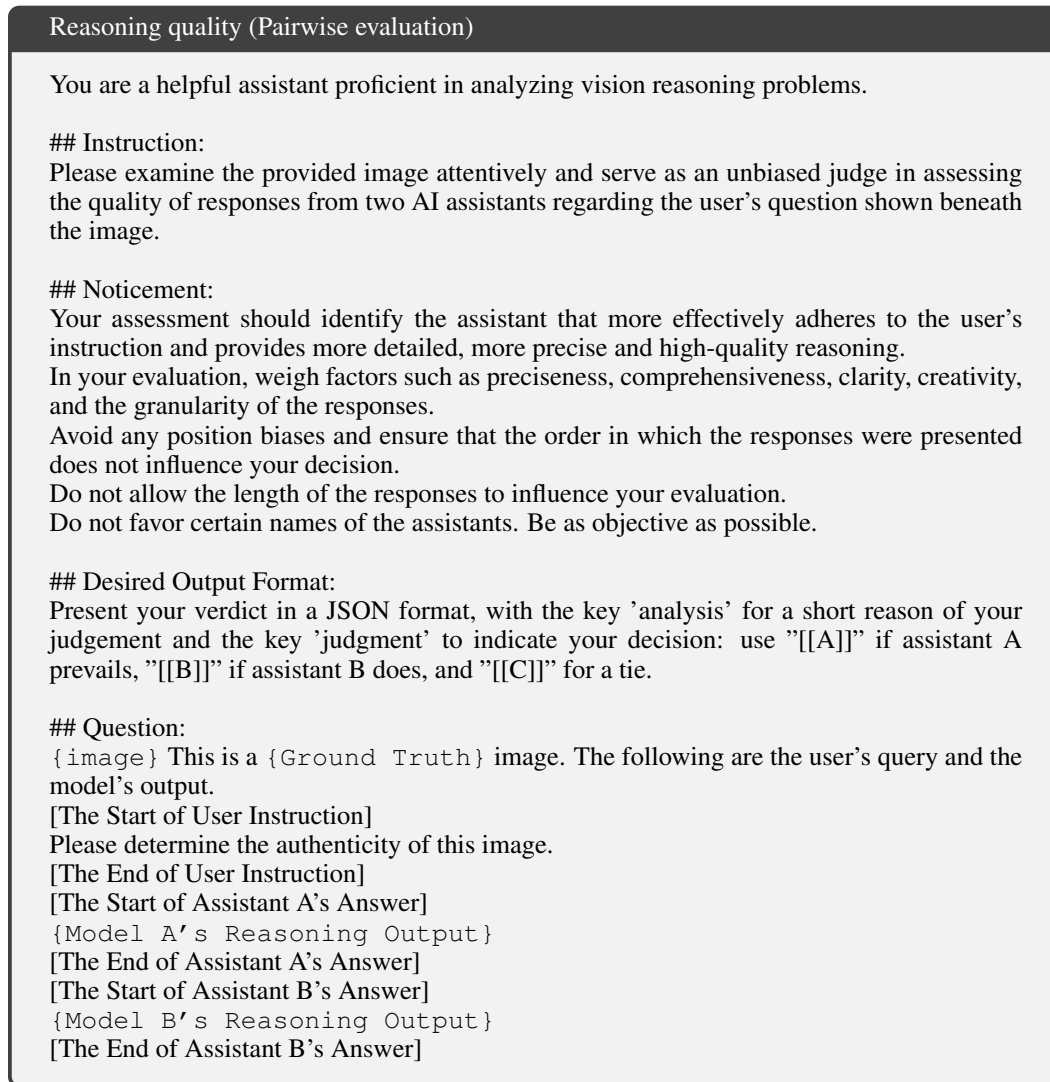 Reasoning quality (Pairwise evaluation)
You are a helpful assistant proficient in analyzing vision reasoning problems.
## Instruction:
Please examine the provided image attentively and serve as an unbiased judge in assessing
the quality of responses from two AI assistants regarding the user's question shown beneath
the image.
## Noticement:
Your assessment should identify the assistant that more effectively adheres to the user's
instruction and provides more detailed, more precise and high-quality reasoning.
In your evaluation, weigh factors such as preciseness, comprehensiveness, clarity, creativity,
and the granularity of the responses.
Avoid any position biases and ensure that the order in which the responses were presented
does not influence your decision.
Do not allow the length of the responses to influence your evaluation.
Do not favor certain names of the assistants. Be as objective as possible.
## Desired Output Format:
Present your verdict in a JSON format, with the key ’analysis’ for a short reason of your
judgement and the key ’judgment’ to indicate your decision: use ”[[A]]” if assistant A
prevails, ”[[B]]” if assistant B does, and ”[[C]]” for a tie.
## Question:
{image} This is a {Ground Truth} image. The following are the user's query and the
model's output.
[The Start of User Instruction]
Please determine the authenticity of this image.
[The End of User Instruction]
[The Start of Assistant A's Answer]
{Model A's Reasoning Output}
[The End of Assistant A's Answer]
[The Start of Assistant B's Answer]
{Model B's Reasoning Output}
[The End of Assistant B's Answer]